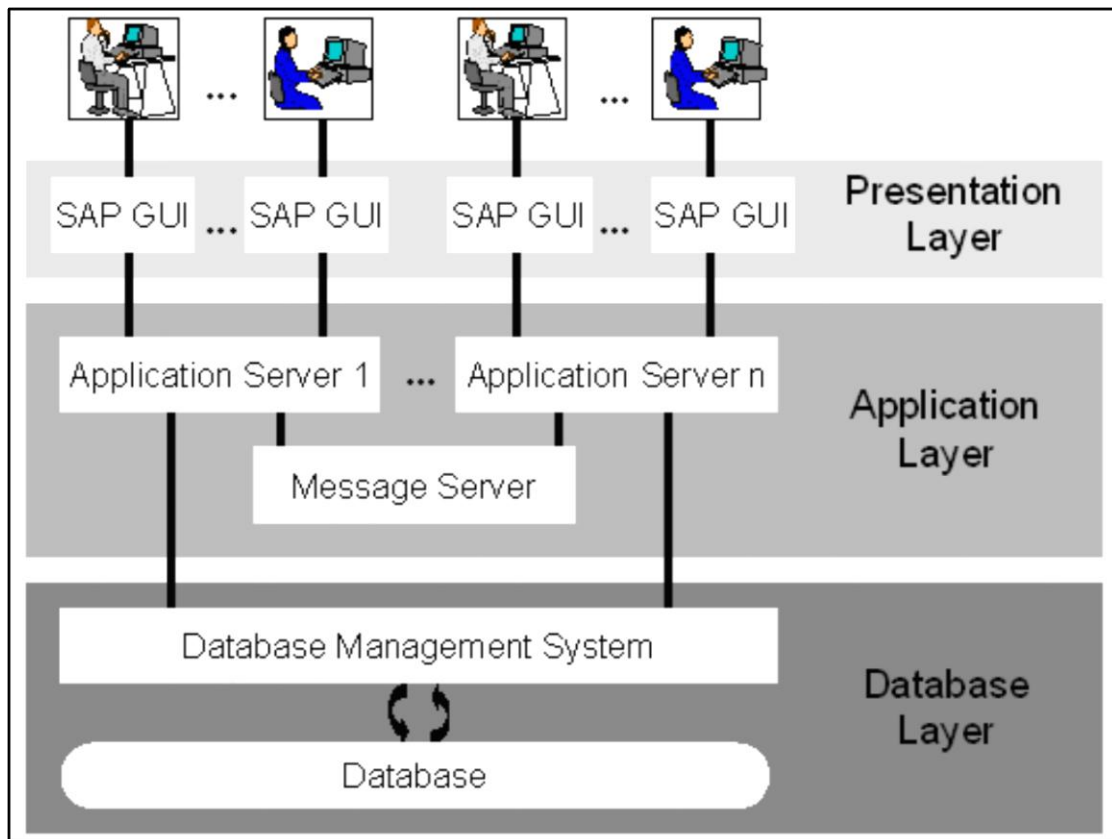 ... ...
SAP GUI ... SAP GUI SAP GUI ... SAP GUI
Presentation
Layer
Application Server 1 ... Application Server n
Application
Layer
Message Server
Database Management System
Database
Layer
Database